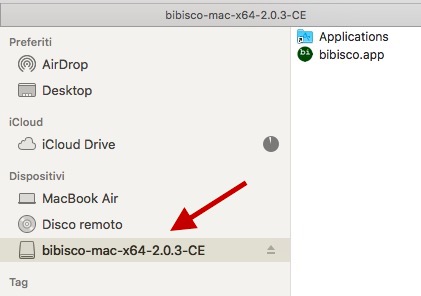 bibisco-mac-x64-2.0.3-CE
Preferiti
AirDrop
Desktop
iCloud
iCloud Drive
Dispositivi
MacBook Air
Disco remoto
bibisco-mac-x64-2.0.3-CE
Tag
Applications
bi
bibisco.app